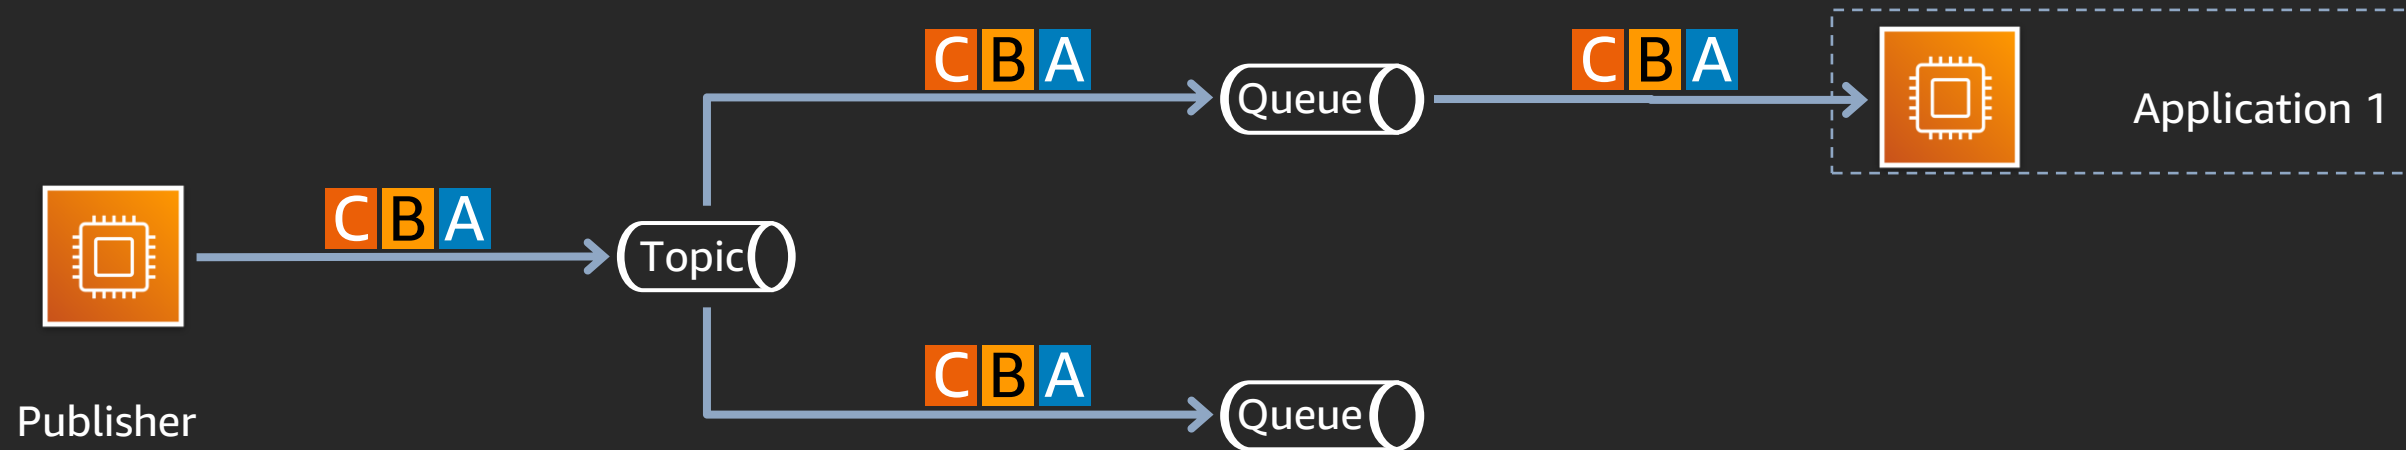 C B A
Queue
C B A
Application 1
C B A
Topic
Publisher
C B A
Queue